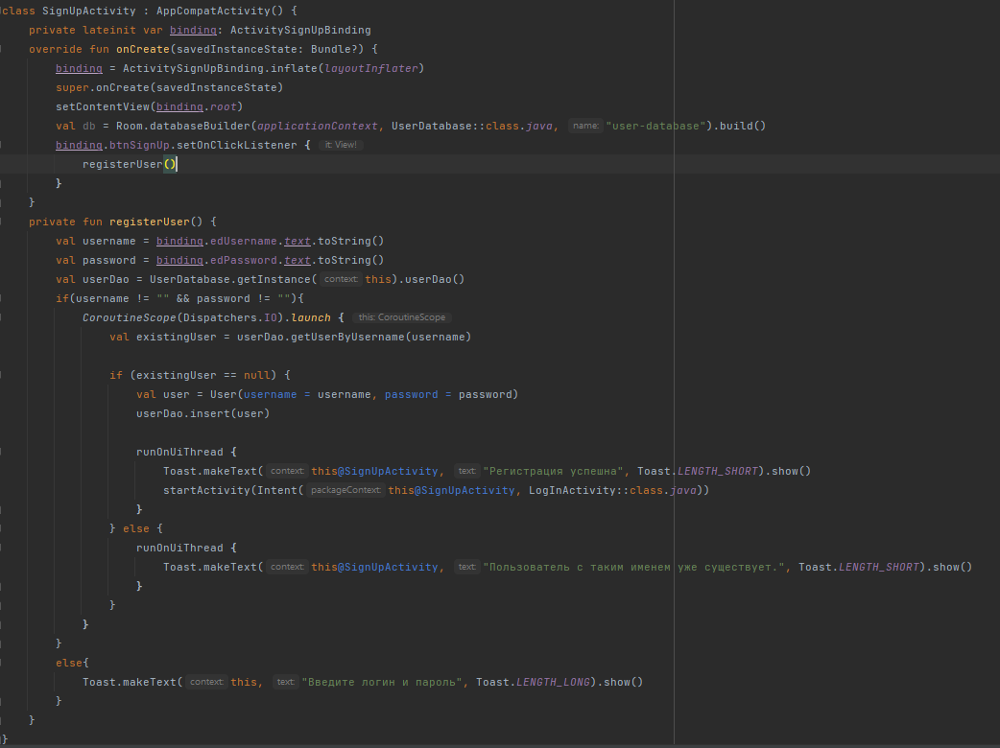 class SignUpActivity : AppCompatActivity() {
    private lateinit var binding: ActivitySignUpBinding
    override fun onCreate(savedInstanceState: Bundle?) {
        binding = ActivitySignUpBinding.inflate(layoutInflater)
        super.onCreate(savedInstanceState)
        setContentView(binding.root)
        val db = Room.databaseBuilder(applicationContext, UserDatabase::class.java, name: "user-database").build()
        binding.btnSignUp.setOnClickListener { it: View!
            registerUser()
        }
    }
    private fun registerUser() {
        val username = binding.edUsername.text.toString()
        val password = binding.edPassword.text.toString()
        val userDao = UserDatabase.getInstance( context: this).userDao()
        if(username != "" && password != ""){
            CoroutineScope(Dispatchers.IO).launch { this: CoroutineScope
                val existingUser = userDao.getUserByUsername(username)

                if (existingUser == null) {
                    val user = User(username = username, password = password)
                    userDao.insert(user)

                    runOnUiThread {
                        Toast.makeText( context: this@SignUpActivity, text: "Регистрация успешна", Toast.LENGTH_SHORT).show()
                        startActivity(Intent( packageContext: this@SignUpActivity, LogInActivity::class.java))
                    }
                } else {
                    runOnUiThread {
                        Toast.makeText( context: this@SignUpActivity, text: "Пользователь с таким именем уже существует.", Toast.LENGTH_SHORT).show()
                    }
                }
            }
        }
        else{
            Toast.makeText( context: this, text: "Введите логин и пароль", Toast.LENGTH_LONG).show()
        }
    }
}